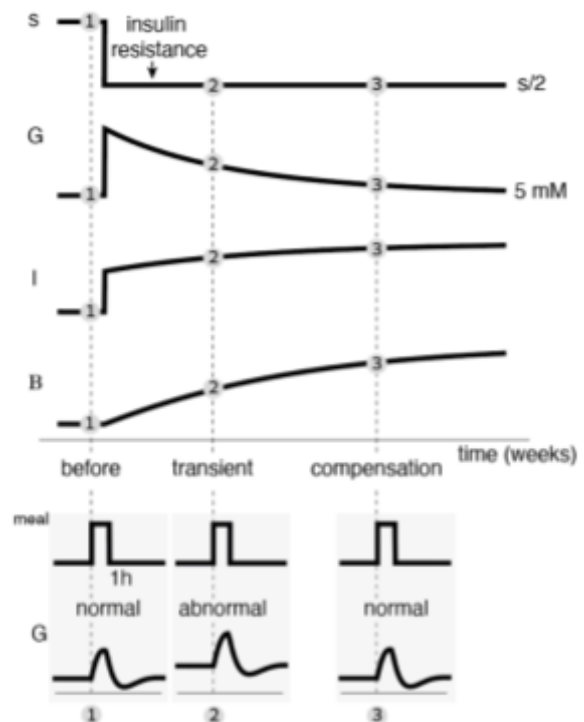 S
1
insulin
resistance
2
3
s/2
G
1
2
3
5 mM
I
1
2
3
B
1
2
3
time (weeks)
before
transient
compensation
meal
1h
normal
abnormal
normal
G
1
2
3